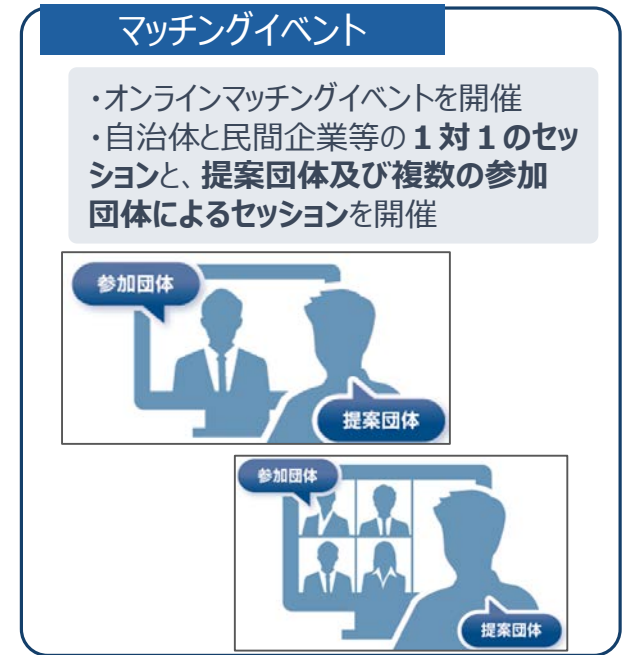 マッチングイベント
・オンラインマッチングイベントを開催
・自治体と民間企業等の１対１のセッ
ションと、提案団体及び複数の参加
団体によるセッションを開催
参加団体
提案団体
参加団体
提案団体